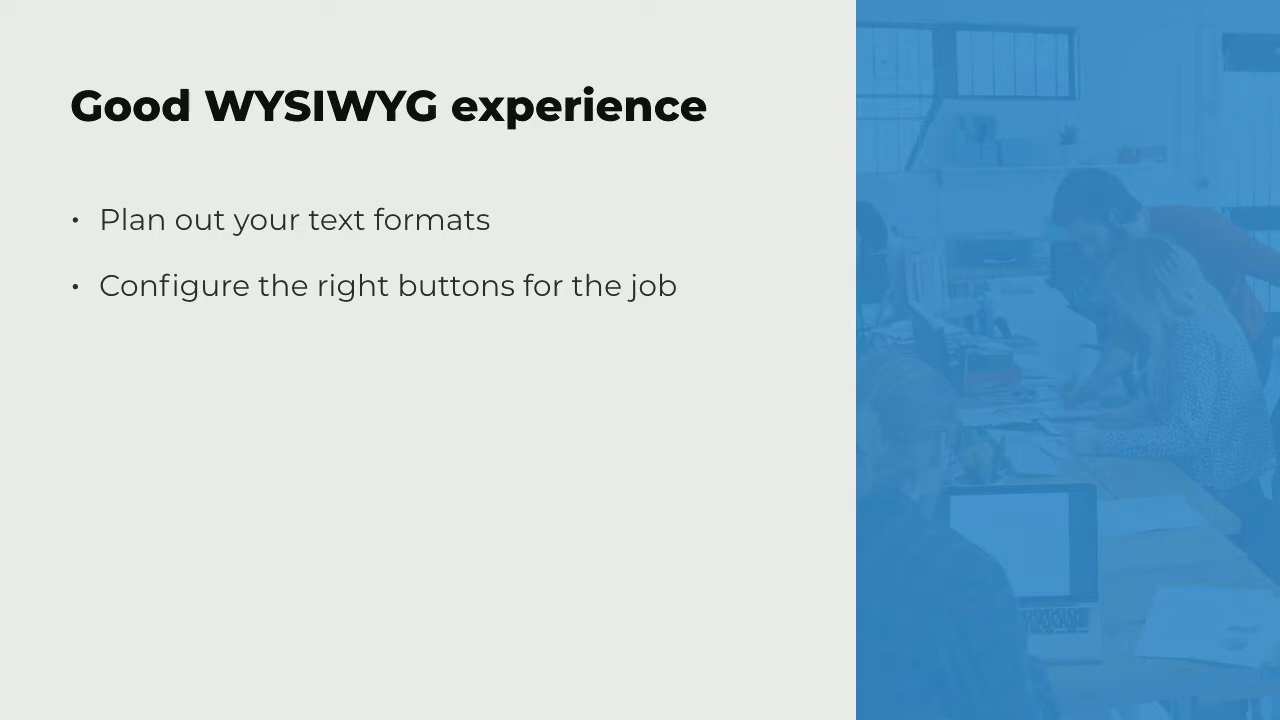 Good WYSIWYG experience
• Plan out your text formats
• Configure the right buttons for the job